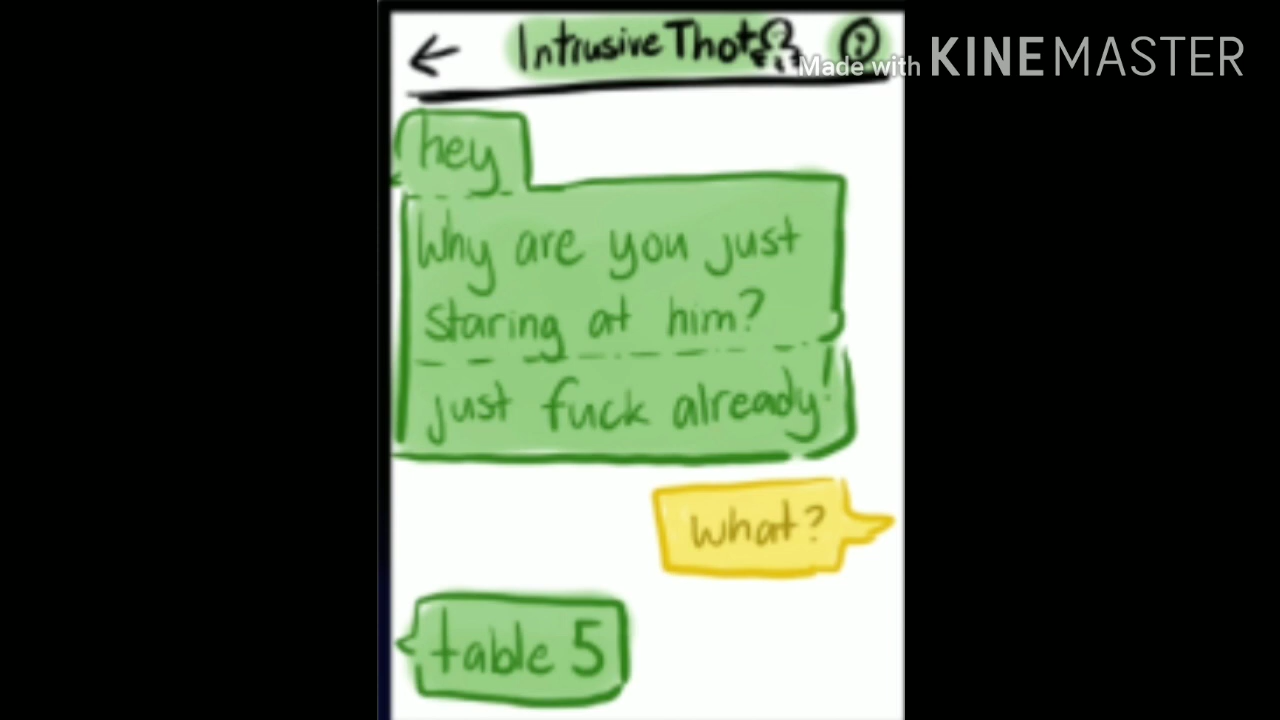 Intrusive Thots
Made with KINEMASTER
hey
Why are you just
staring at him?
just fuck already!
what?
table 5